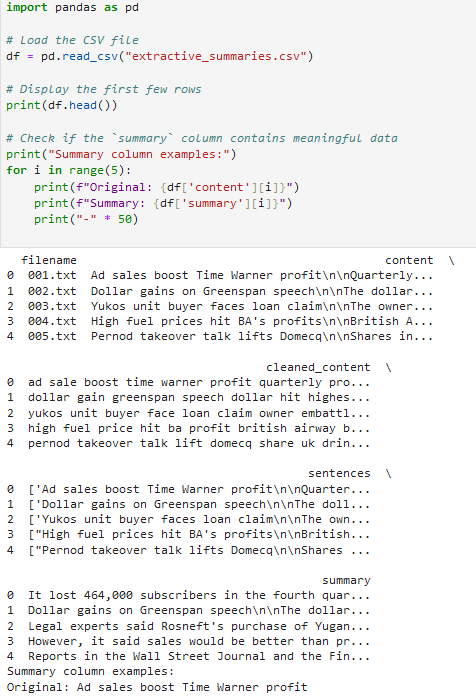 import pandas as pd
# Load the CSV file
df = pd.read_csv("extractive_summaries.csv")
# Display the first few rows
print(df.head())
# Check if the `summary` column contains meaningful data
print("Summary column examples:")
for i in range(5):
    print(f"Original: {df['content'][i]}")
    print(f"Summary: {df['summary'][i]}")
    print("-" * 50)
  filename                                            content  \
0  001.txt  Ad sales boost Time Warner profit\n\nQuarterly...
1  002.txt  Dollar gains on Greenspan speech\n\nThe dollar...
2  003.txt  Yukos unit buyer faces loan claim\n\nThe owner...
3  004.txt  High fuel prices hit BA's profits\n\nBritish A...
4  005.txt  Pernod takeover talk lifts Domecq\n\nShares in...
                                     cleaned_content  \
0  ad sale boost time warner profit quarterly pro...
1  dollar gain greenspan speech dollar hit highes...
2  yukos unit buyer face loan claim owner embattl...
3  high fuel price hit ba profit british airway b...
4  pernod takeover talk lift domecq share uk drin...
                                           sentences  \
0  ['Ad sales boost Time Warner profit\n\nQuarter...
1  ['Dollar gains on Greenspan speech\n\nThe doll...
2  ['Yukos unit buyer faces loan claim\n\nThe own...
3  ["High fuel prices hit BA's profits\n\nBritish...
4  ["Pernod takeover talk lifts Domecq\n\nShares ...
                                             summary
0  It lost 464,000 subscribers in the fourth quar...
1  Dollar gains on Greenspan speech\n\nThe dollar...
2  Legal experts said Rosneft's purchase of Yugan...
3  However, it said sales would be better than pr...
4  Reports in the Wall Street Journal and the Fin...
Summary column examples:
Original: Ad sales boost Time Warner profit